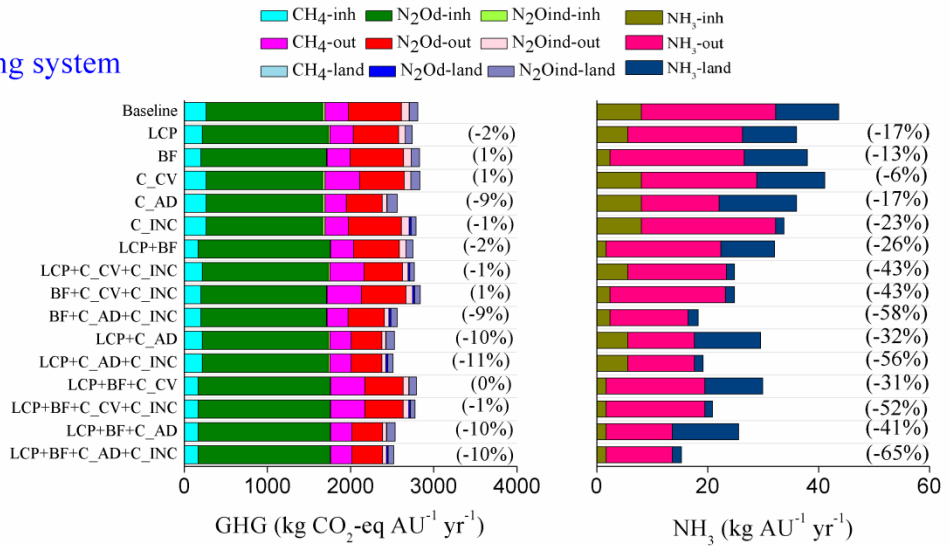 CH₄-inh N₂Od-inh N₂Oind-inh NH₃-inh
CH₄-out N₂Od-out N₂Oind-out NH₃-out
CH₄-land N₂Od-land N₂Oind-land NH₃-land
ng system
Baseline
LCP (-2%) (-17%)
BF (1%) (-13%)
C_CV (1%) (-6%)
C_AD (-9%) (-17%)
C_INC (-1%) (-23%)
LCP+BF (-2%) (-26%)
LCP+C_CV+C_INC (-1%) (-43%)
BF+C_CV+C_INC (1%) (-43%)
BF+C_AD+C_INC (-9%) (-58%)
LCP+C_AD (-10%) (-32%)
LCP+C_AD+C_INC (-11%) (-56%)
LCP+BF+C_CV (0%) (-31%)
LCP+BF+C_CV+C_INC (-1%) (-52%)
LCP+BF+C_AD (-10%) (-41%)
LCP+BF+C_AD+C_INC (-10%) (-65%)
0 1000 2000 3000 4000 0 20 40 60
GHG (kg CO₂-eq AU⁻¹ yr⁻¹) NH₃ (kg AU⁻¹ yr⁻¹)